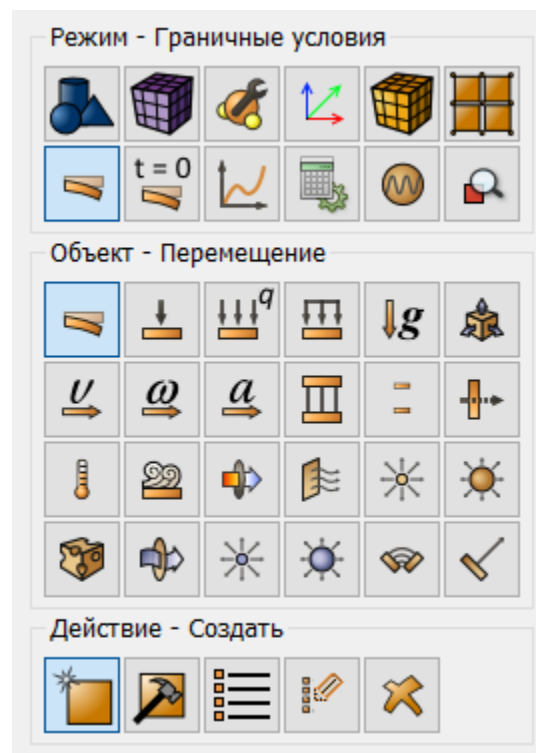 Режим - Граничные условия
t = 0
Объект - Перемещение
q
g
υ
ω
a
Действие - Создать